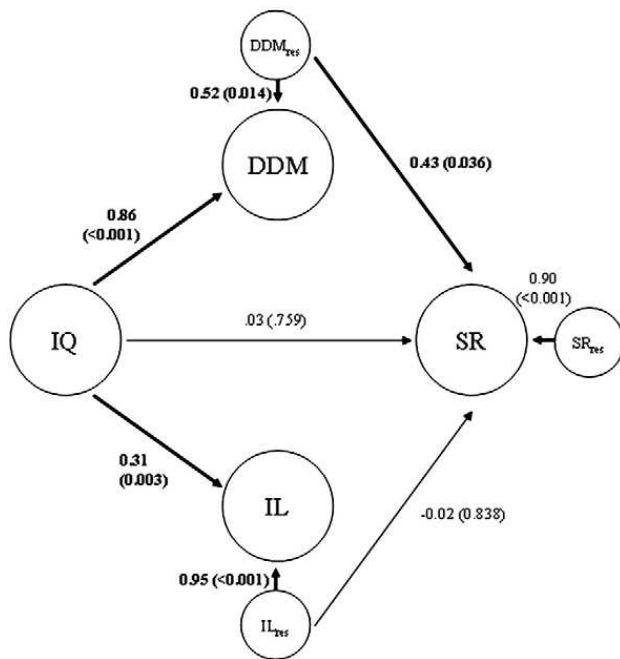 DDMres
0.52 (0.014)
DDM
0.43 (0.036)
0.86
(<0.001)
0.90
(<0.001)
IQ
.03 (.759)
SR
SRres
0.31
(0.003)
IL
-0.02 (0.838)
0.95 (<0.001)
ILres